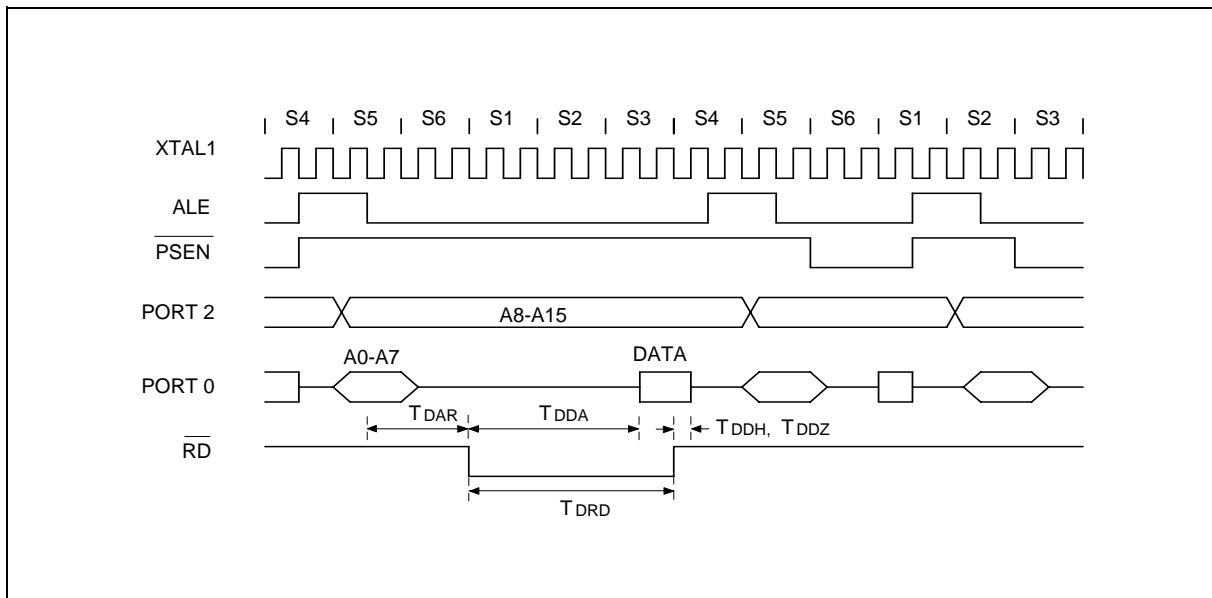 S4 S5 S6 S1 S2 S3 S4 S5 S6 S1 S2 S3
XTAL1
ALE
PSEN
PORT 2
A8-A15
A0-A7
DATA
PORT 0
TDAR
TDDA
TDDH, TDDZ
RD
TDRD